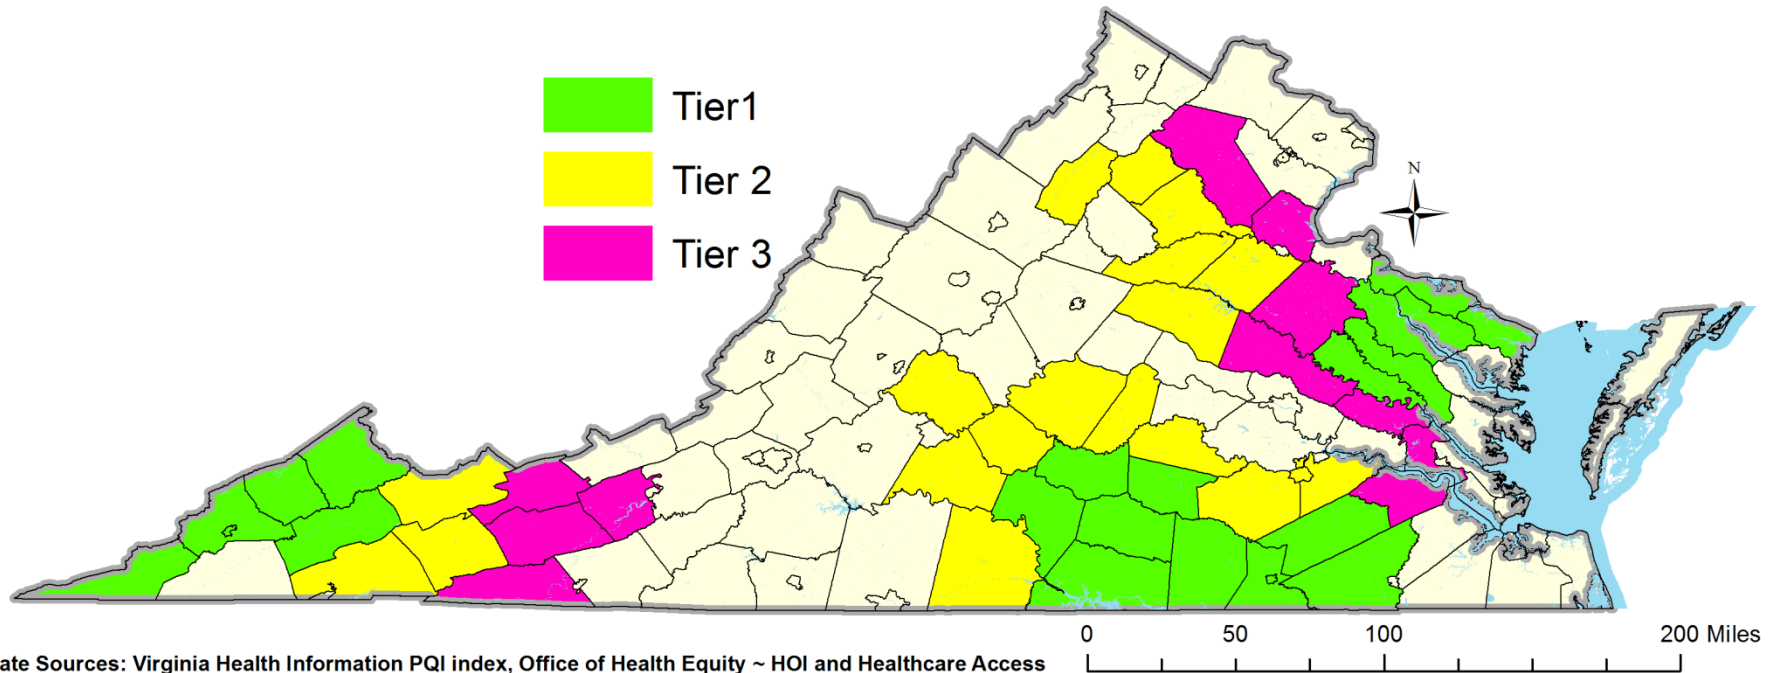 Tier1
Tier 2
Tier 3
N
0 50 100 200 Miles
ate Sources: Virginia Health Information PQI index, Office of Health Equity ~ HOI and Healthcare Access